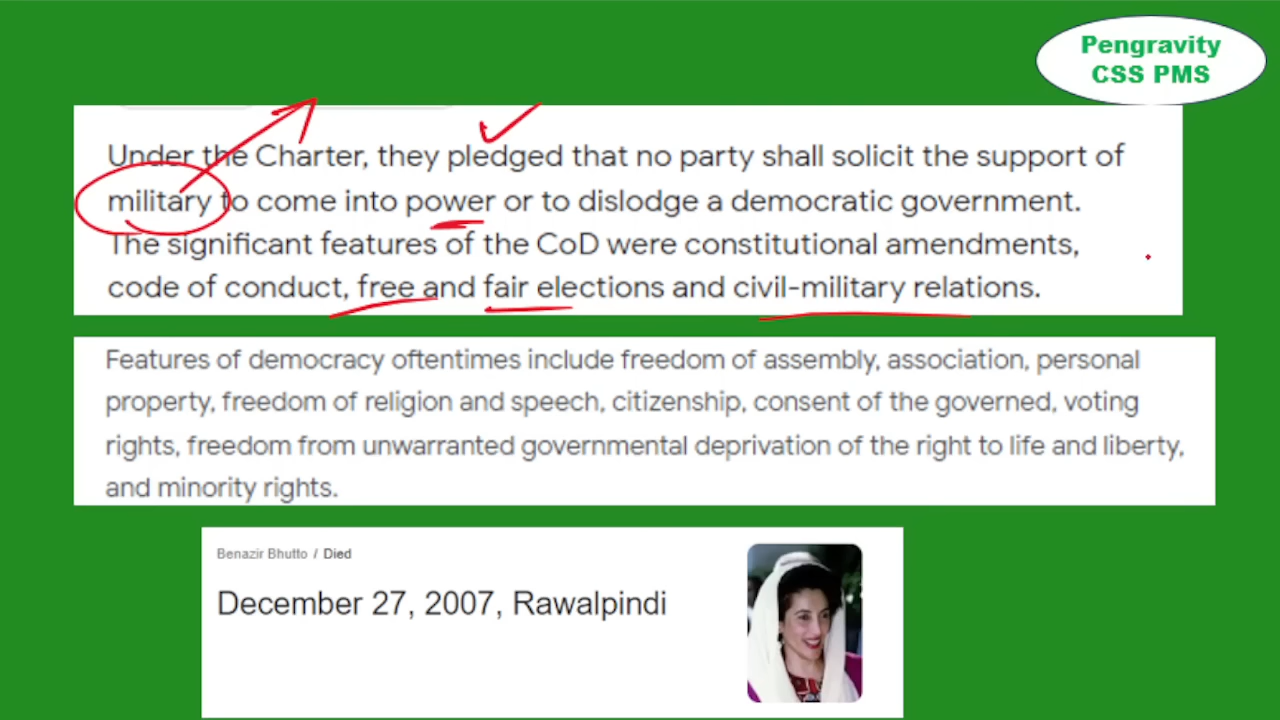 Pengravity
CSS PMS
Under the Charter, they pledged that no party shall solicit the support of
military to come into power or to dislodge a democratic government.
The significant features of the CoD were constitutional amendments,
code of conduct, free and fair elections and civil-military relations.
Features of democracy oftentimes include freedom of assembly, association, personal
property, freedom of religion and speech, citizenship, consent of the governed, voting
rights, freedom from unwarranted governmental deprivation of the right to life and liberty,
and minority rights.
Benazir Bhutto / Died
December 27, 2007, Rawalpindi